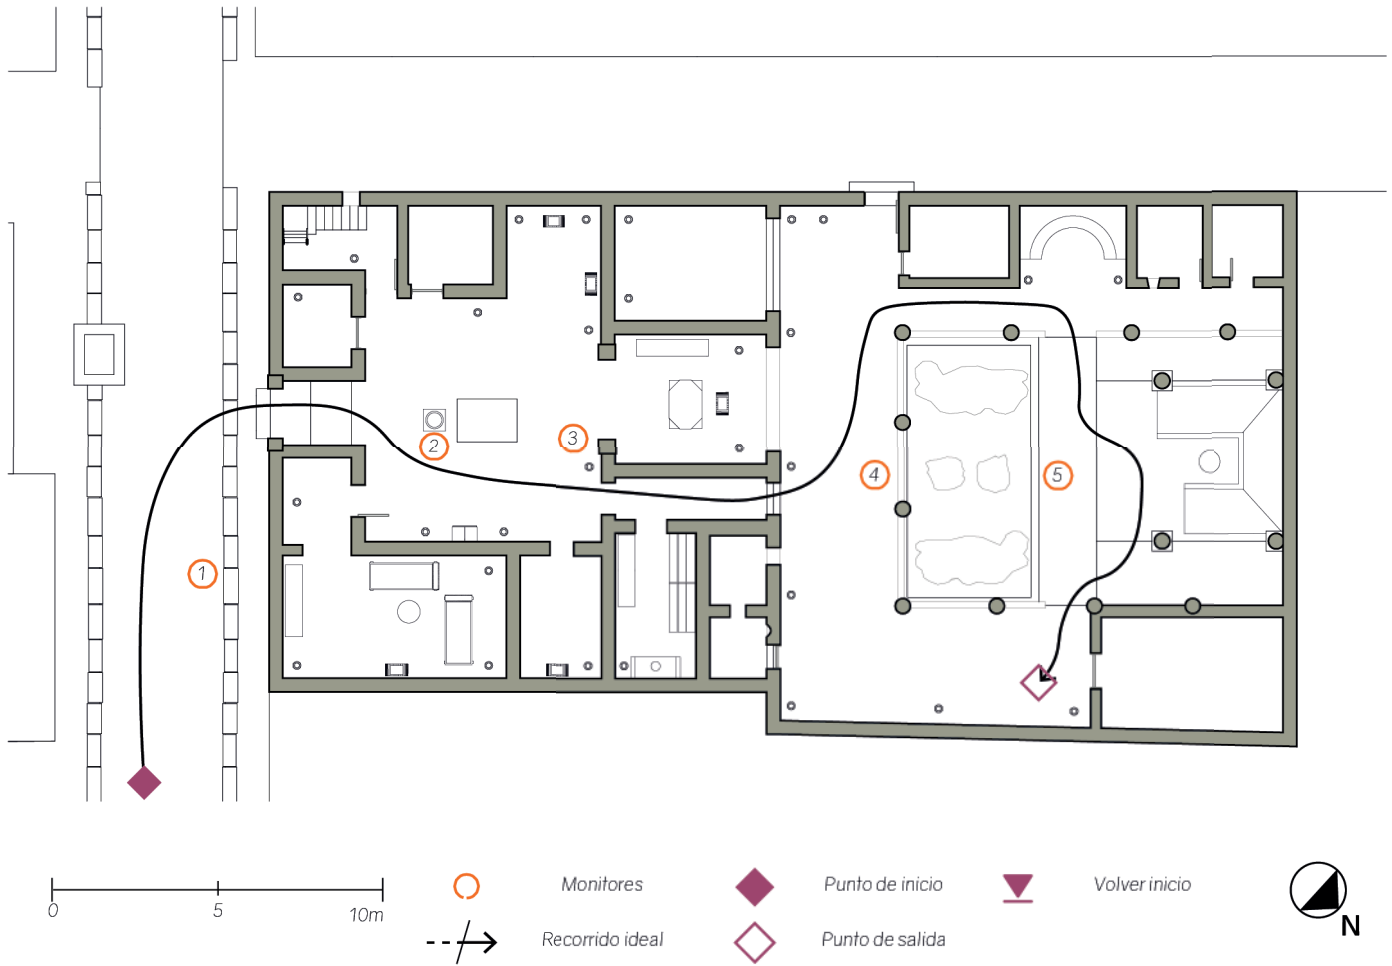 2
3
4
5
1
Monitores
Punto de inicio
Volver inicio
0
5
10m
N
Recorrido ideal
Punto de salida